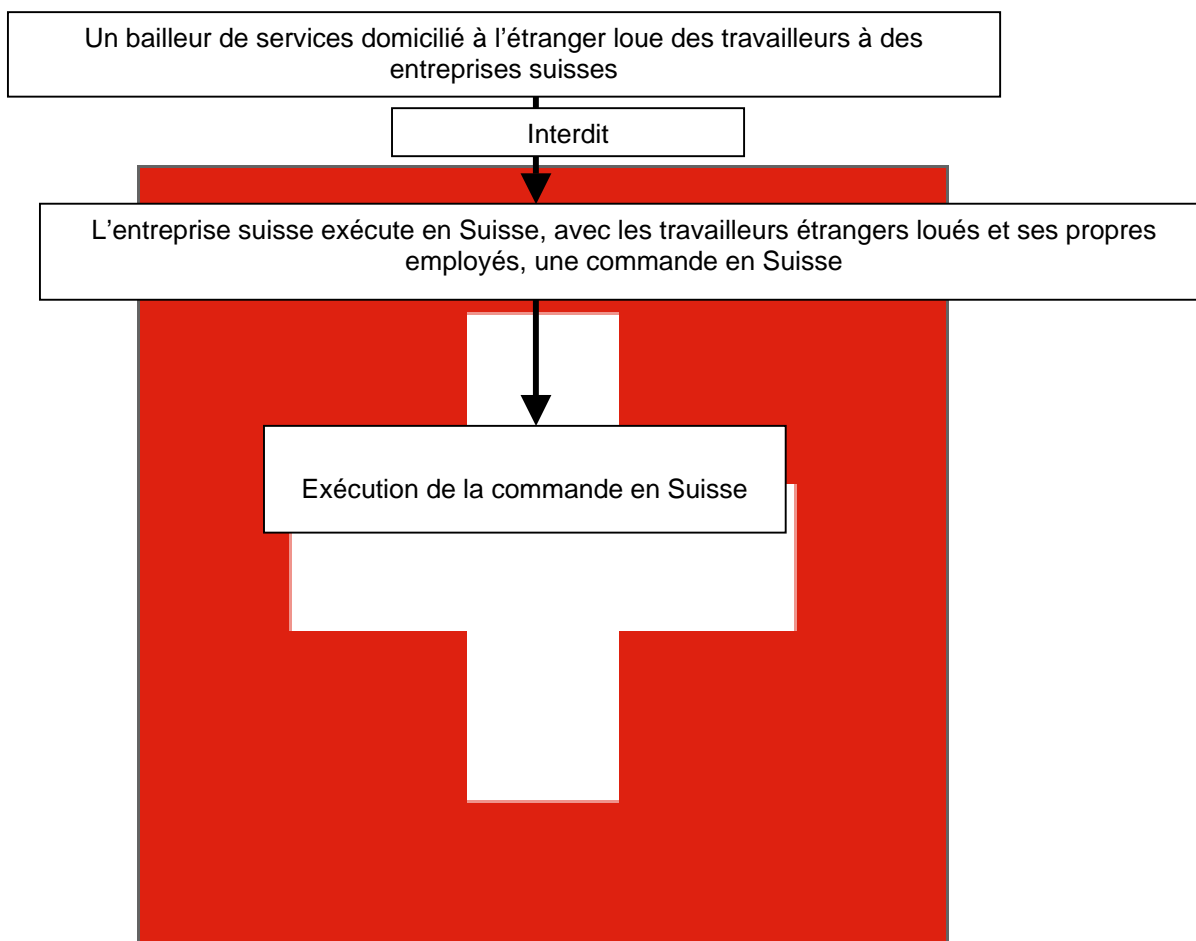 Un bailleur de services domicilié à l'étranger loue des travailleurs à des
entreprises suisses
Interdit
L'entreprise suisse exécute en Suisse, avec les travailleurs étrangers loués et ses propres
employés, une commande en Suisse
Exécution de la commande en Suisse